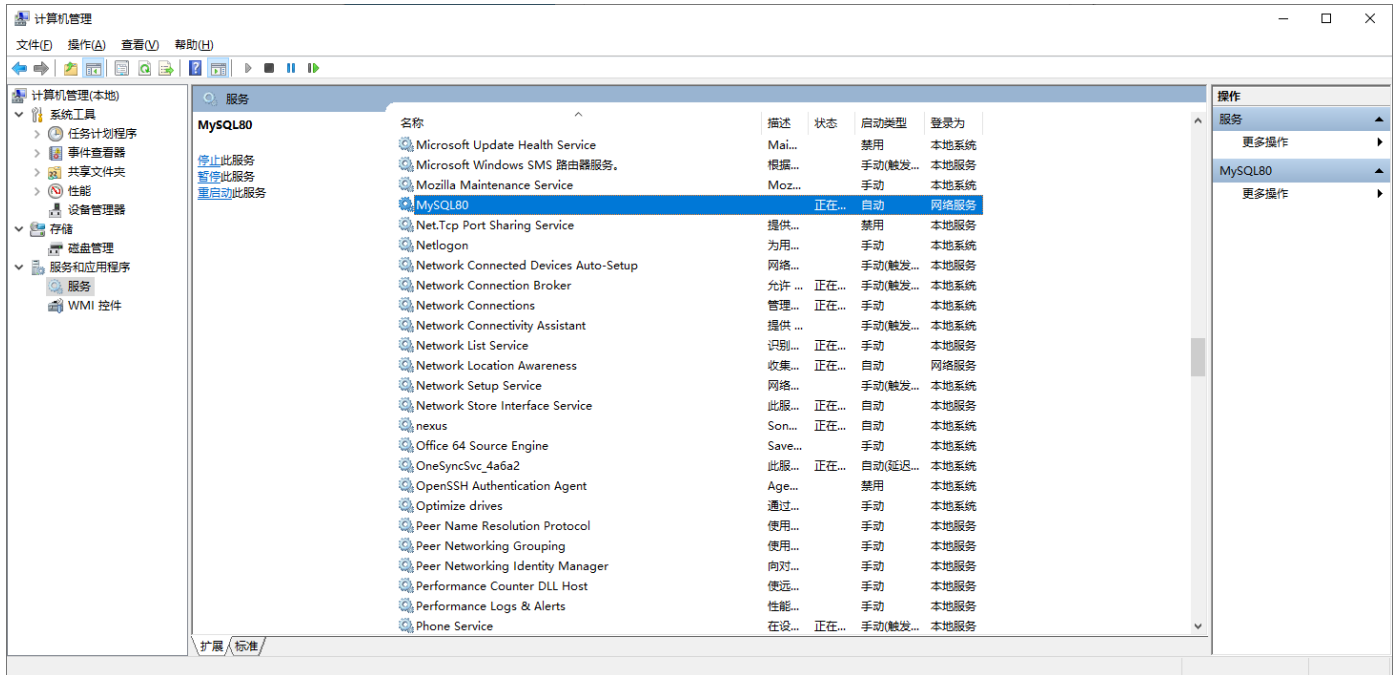 计算机管理
文件(F) 操作(A) 查看(V) 帮助(H)
计算机管理(本地)
系统工具
任务计划程序
事件查看器
共享文件夹
性能
设备管理器
存储
磁盘管理
服务和应用程序
服务
WMI 控件
服务
MySQL80
停止此服务
暂停此服务
重启动此服务
名称 描述 状态 启动类型 登录为
Microsoft Update Health Service Mai... 禁用 本地系统
Microsoft Windows SMS 路由器服务。 根据... 手动(触发... 本地系统
Mozilla Maintenance Service Moz... 手动 本地系统
MySQL80 正在... 自动 网络服务
Net.Tcp Port Sharing Service 提供... 禁用 本地服务
Netlogon 为用... 手动 本地系统
Network Connected Devices Auto-Setup 网络... 手动(触发... 本地服务
Network Connection Broker 允许 ... 正在... 手动(触发... 本地系统
Network Connections 管理... 正在... 手动 本地系统
Network Connectivity Assistant 提供 ... 手动(触发... 本地系统
Network List Service 识别... 正在... 手动 本地服务
Network Location Awareness 收集... 正在... 自动 网络服务
Network Setup Service 网络... 手动(触发... 本地系统
Network Store Interface Service 此服... 正在... 自动 本地服务
nexus Son... 正在... 自动 本地系统
Office 64 Source Engine Save... 手动 本地系统
OneSyncSvc_4a6a2 此服... 正在... 自动(延迟... 本地系统
OpenSSH Authentication Agent Age... 禁用 本地系统
Optimize drives 通过... 手动 本地系统
Peer Name Resolution Protocol 使用... 手动 本地服务
Peer Networking Grouping 使用... 手动 本地服务
Peer Networking Identity Manager 向对... 手动 本地服务
Performance Counter DLL Host 使远... 手动 本地服务
Performance Logs & Alerts 性能... 手动 本地服务
Phone Service 在设... 正在... 手动(触发... 本地服务
扩展 标准
操作
服务
更多操作
MySQL80
更多操作